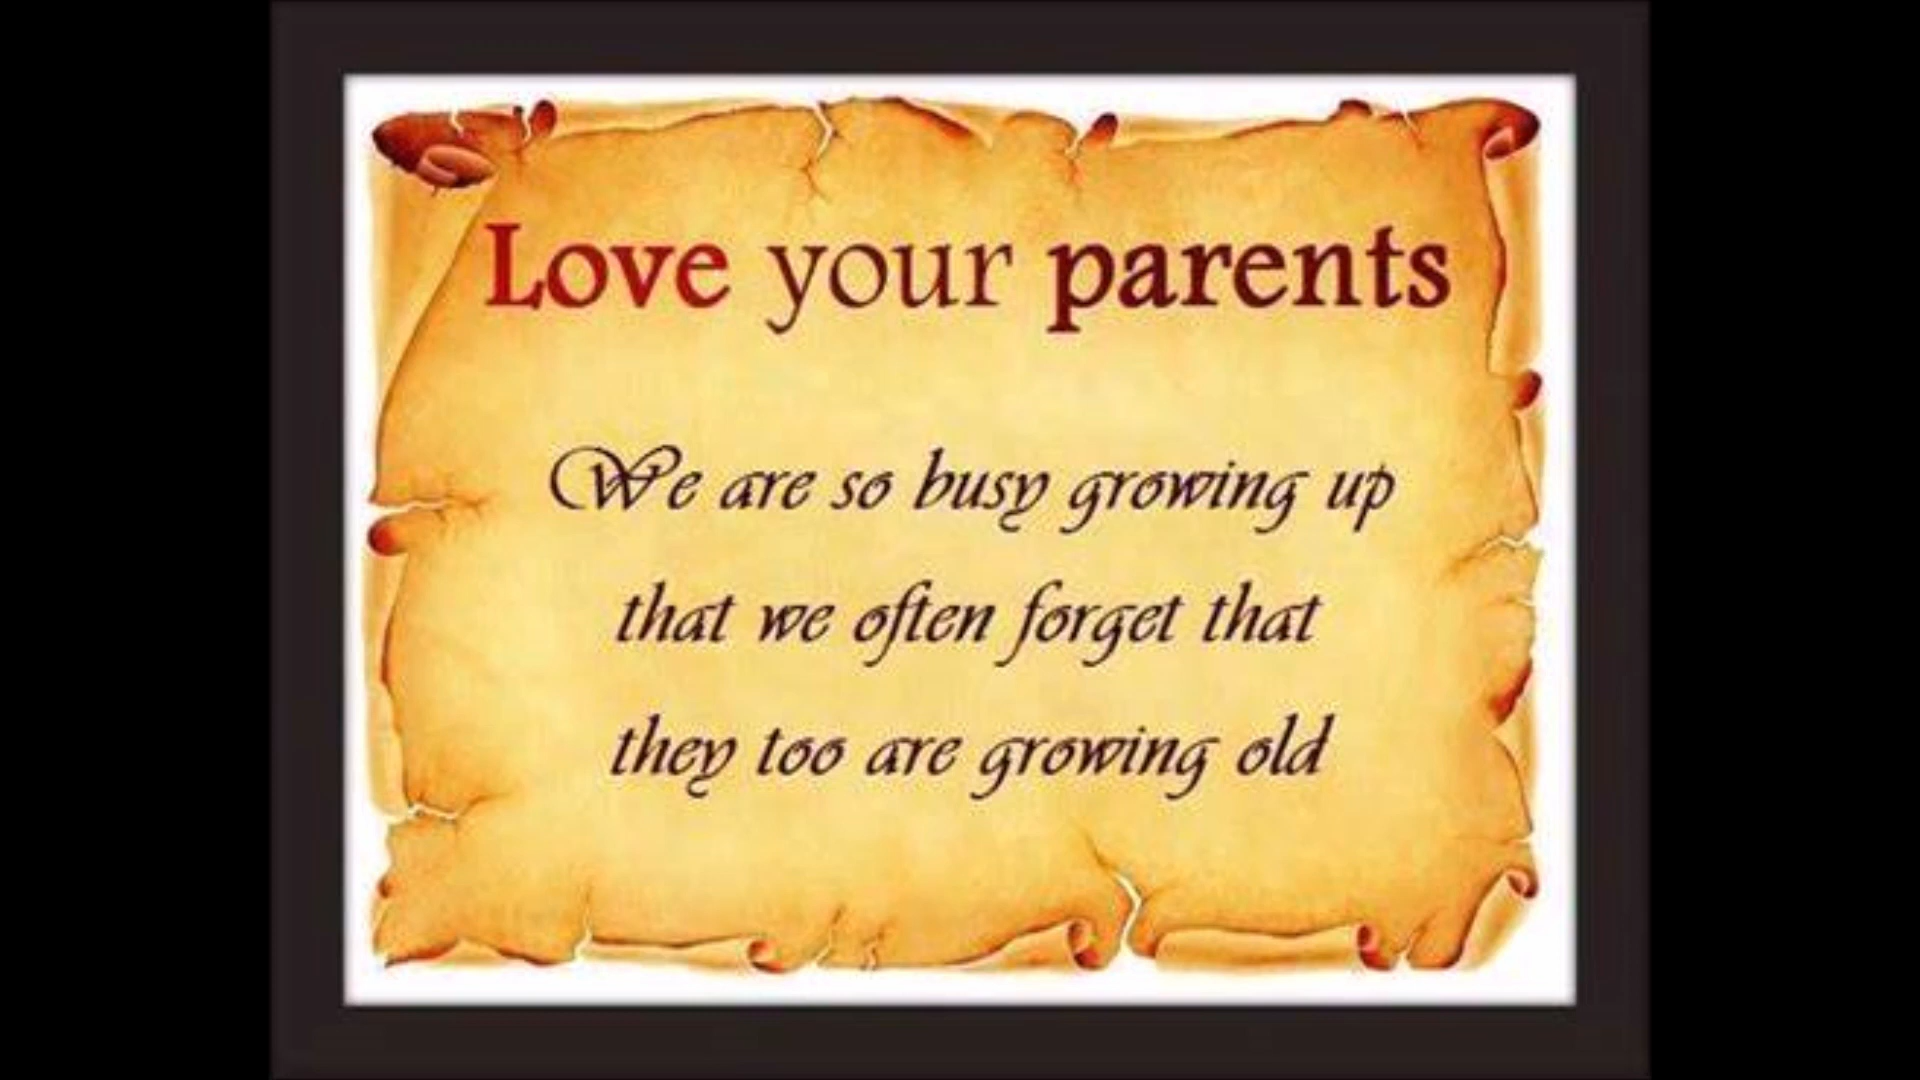 Love your parents
We are so busy growing up
that we often forget that
they too are growing old